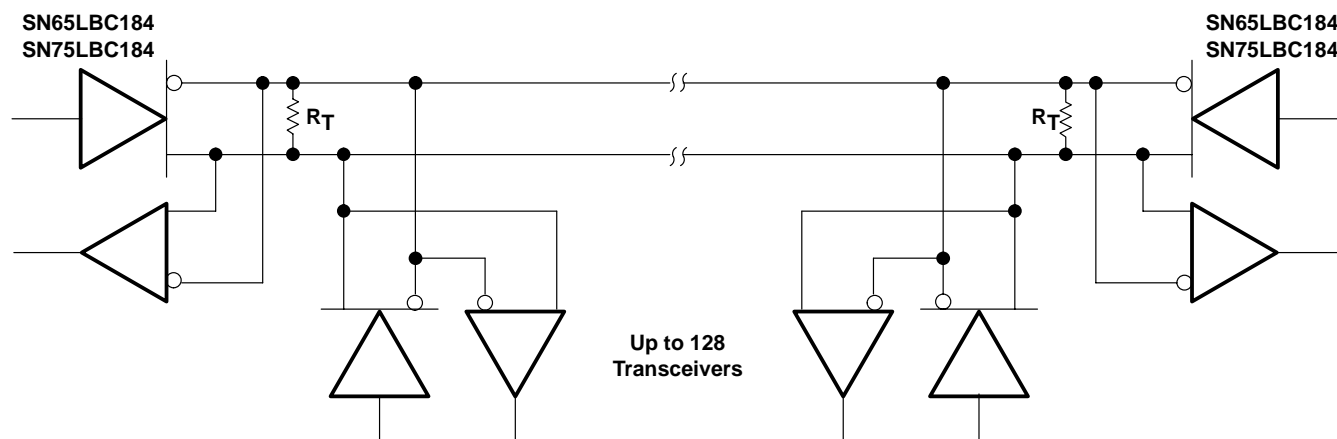 SN65LBC184
SN75LBC184
SN65LBC184
SN75LBC184
RT
RT
Up to 128
Transceivers